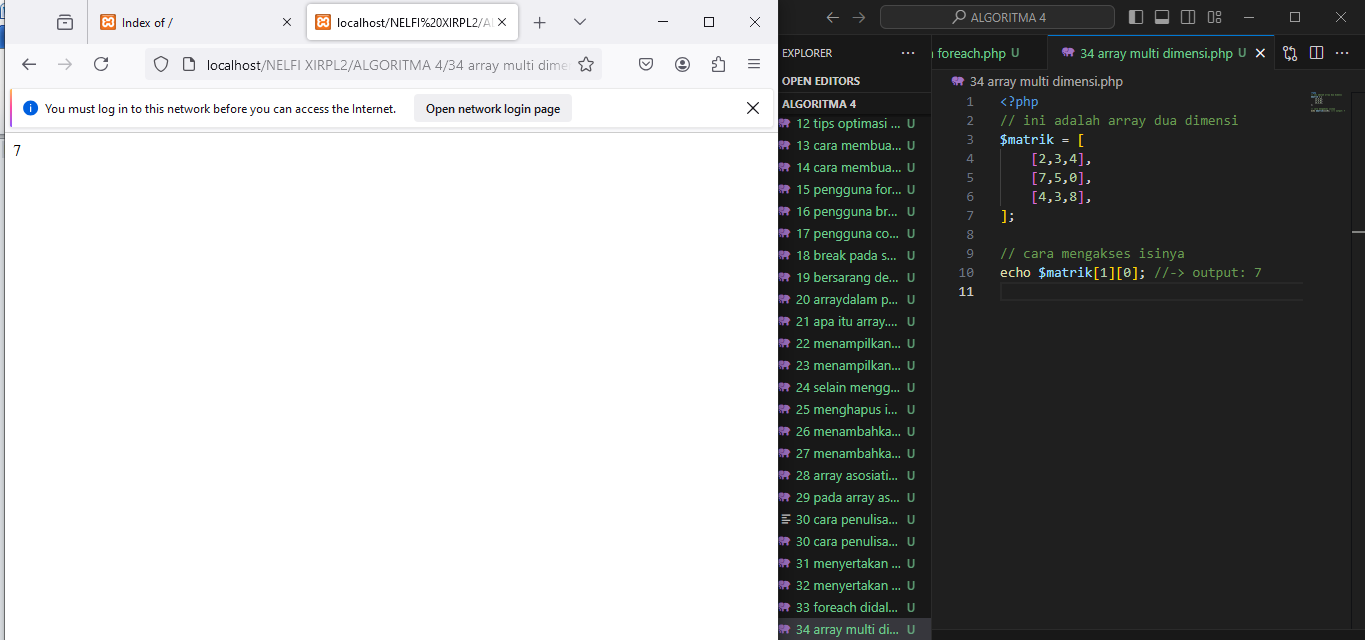 Index of /
localhost/NELFI%20XIRPL2/AL
localhost/NELFI XIRPL2/ALGORITMA 4/34 array multi dime
You must log in to this network before you can access the Internet.
Open network login page
7
ALGORITMA 4
EXPLORER
OPEN EDITORS
ALGORITMA 4
12 tips optimasi ... U
13 cara membua... U
14 cara membua... U
15 pengguna for... U
16 pengguna br... U
17 pengguna co... U
18 break pada s... U
19 bersarang de... U
20 arraydalam p... U
21 apa itu array.... U
22 menampilkan... U
23 menampilkan... U
24 selain mengg... U
25 menghapus i... U
26 menambahka... U
27 menambahka... U
28 array asosiati... U
29 pada array as... U
30 cara penulisa... U
30 cara penulisa... U
31 menyertakan ... U
32 menyertakan ... U
33 foreach didal... U
34 array multi di... U
foreach.php U
34 array multi dimensi.php U
34 array multi dimensi.php
1 <?php
2 // ini adalah array dua dimensi
3 $matrik = [
4 [2,3,4],
5 [7,5,0],
6 [4,3,8],
7 ];
8
9 // cara mengakses isinya
10 echo $matrik[1][0]; //-> output: 7
11